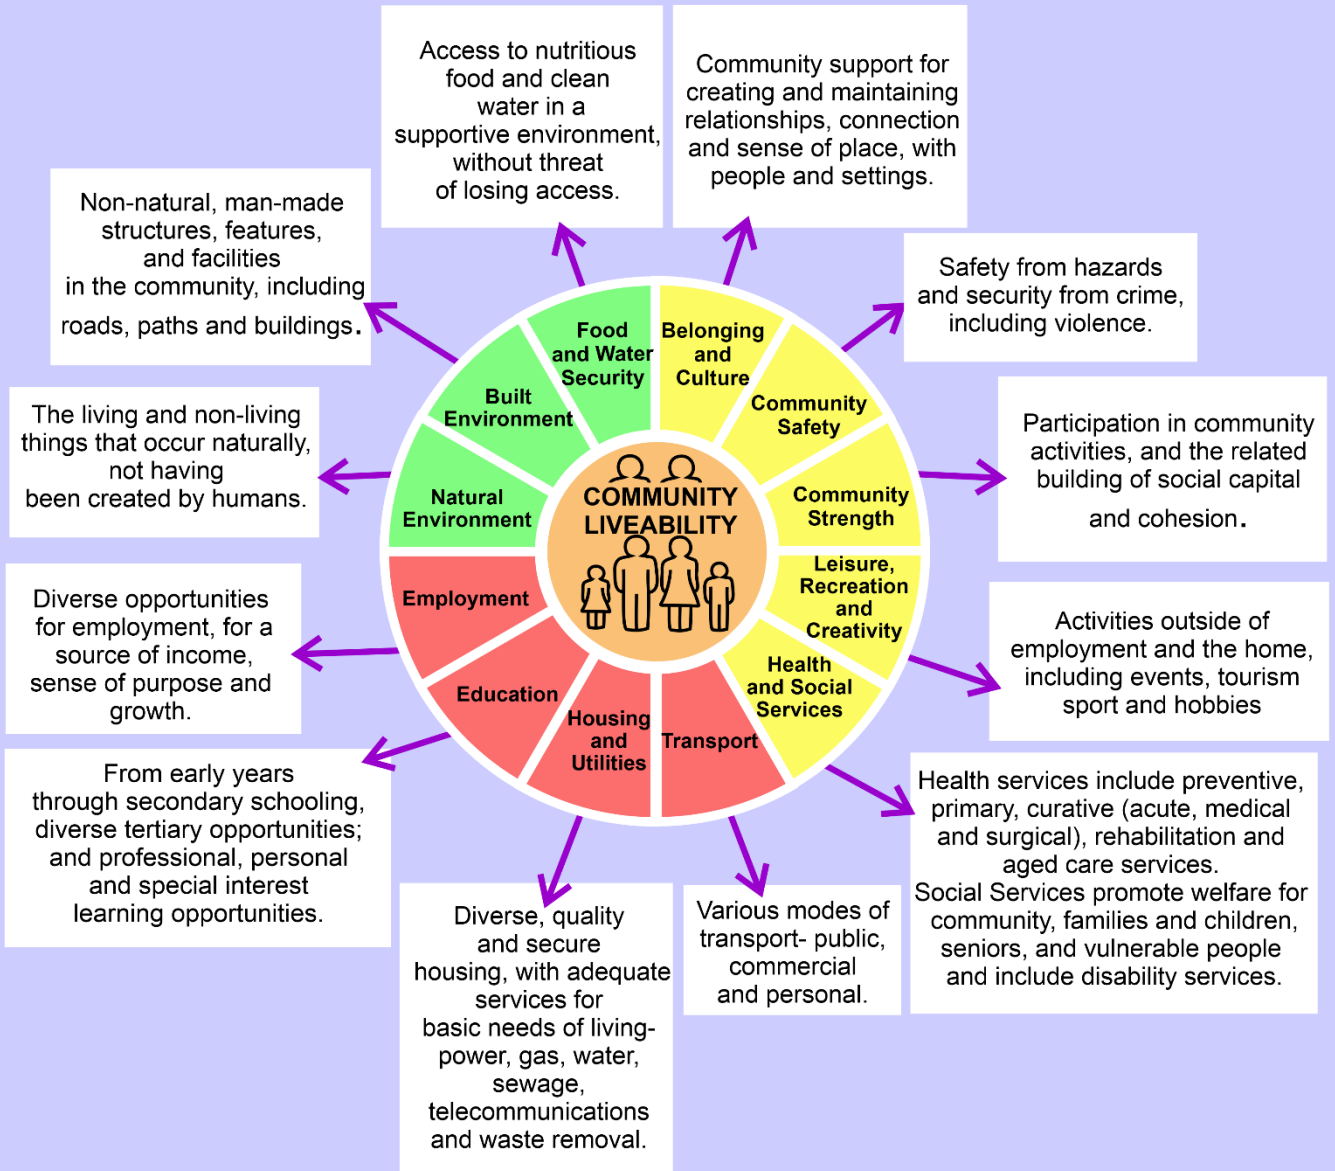 Access to nutritious
food and clean
water in a
supportive environment,
without threat
of losing access.
Community support for
creating and maintaining
relationships, connection
and sense of place, with
people and settings.
Non-natural, man-made
structures, features,
and facilities
in the community, including
roads, paths and buildings.
Safety from hazards
and security from crime,
including violence.
The living and non-living
things that occur naturally,
not having
been created by humans.
Participation in community
activities, and the related
building of social capital
and cohesion.
Diverse opportunities
for employment, for a
source of income,
sense of purpose and
growth.
Activities outside of
employment and the home,
including events, tourism
sport and hobbies
From early years
through secondary schooling,
diverse tertiary opportunities;
and professional, personal
and special interest
learning opportunities.
Health services include preventive,
primary, curative (acute, medical
and surgical), rehabilitation and
aged care services.
Social Services promote welfare for
community, families and children,
seniors, and vulnerable people
and include disability services.
Diverse, quality
and secure
housing, with adequate
services for
basic needs of living-
power, gas, water,
sewage,
telecommunications
and waste removal.
Various modes of
transport- public,
commercial
and personal.
Food
and Water
Security
Belonging
and
Culture
Built
Environment
Community
Safety
Natural
Environment
Community
Strength
Employment
Leisure,
Recreation
and
Creativity
Education
Health
and Social
Services
Housing
and
Utilities
Transport
COMMUNITY
LIVEABILITY